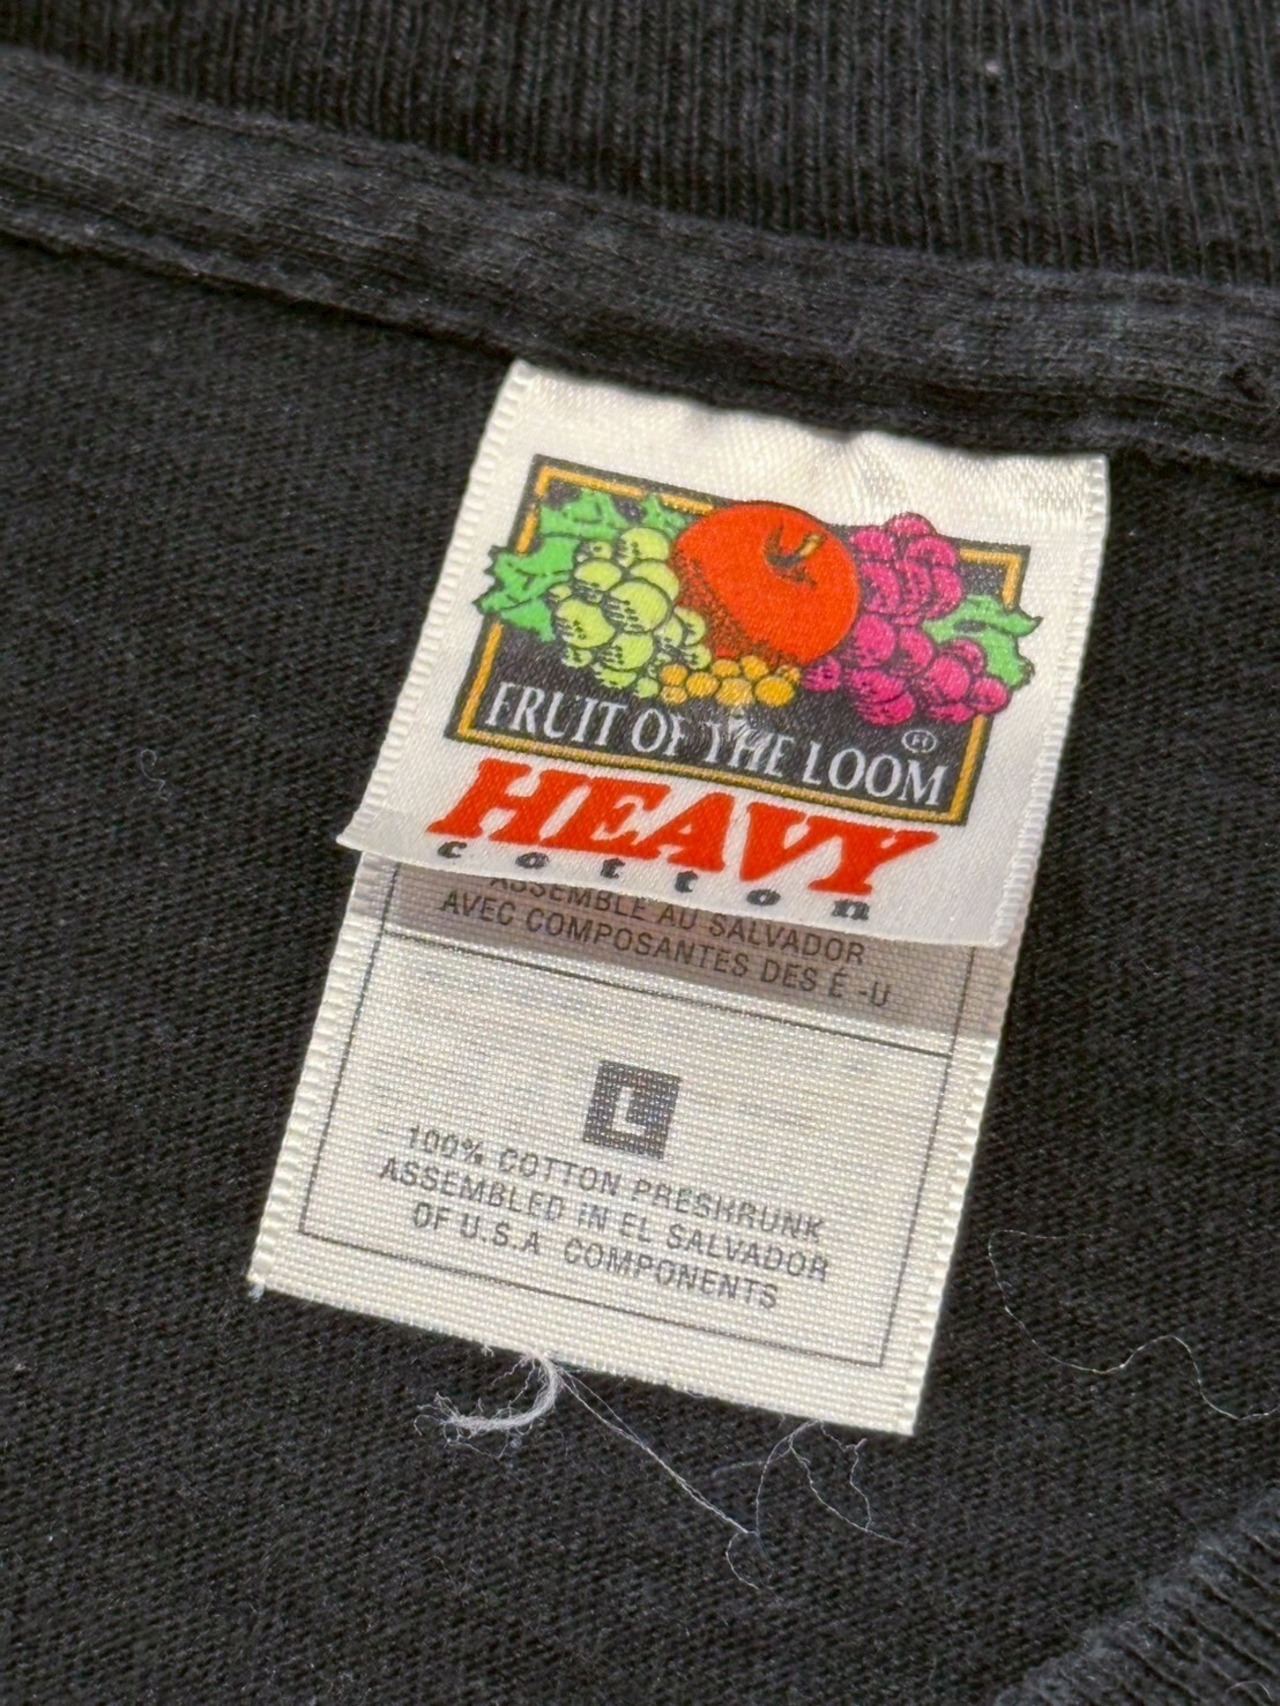 FRUIT OF THE LOOM
HEAVY
cotton
ASSEMBLE AU SALVADOR
AVEC COMPOSANTES DES É-U
L
100% COTTON PRESHRUNK
ASSEMBLED IN EL SALVADOR
OF U.S.A COMPONENTS